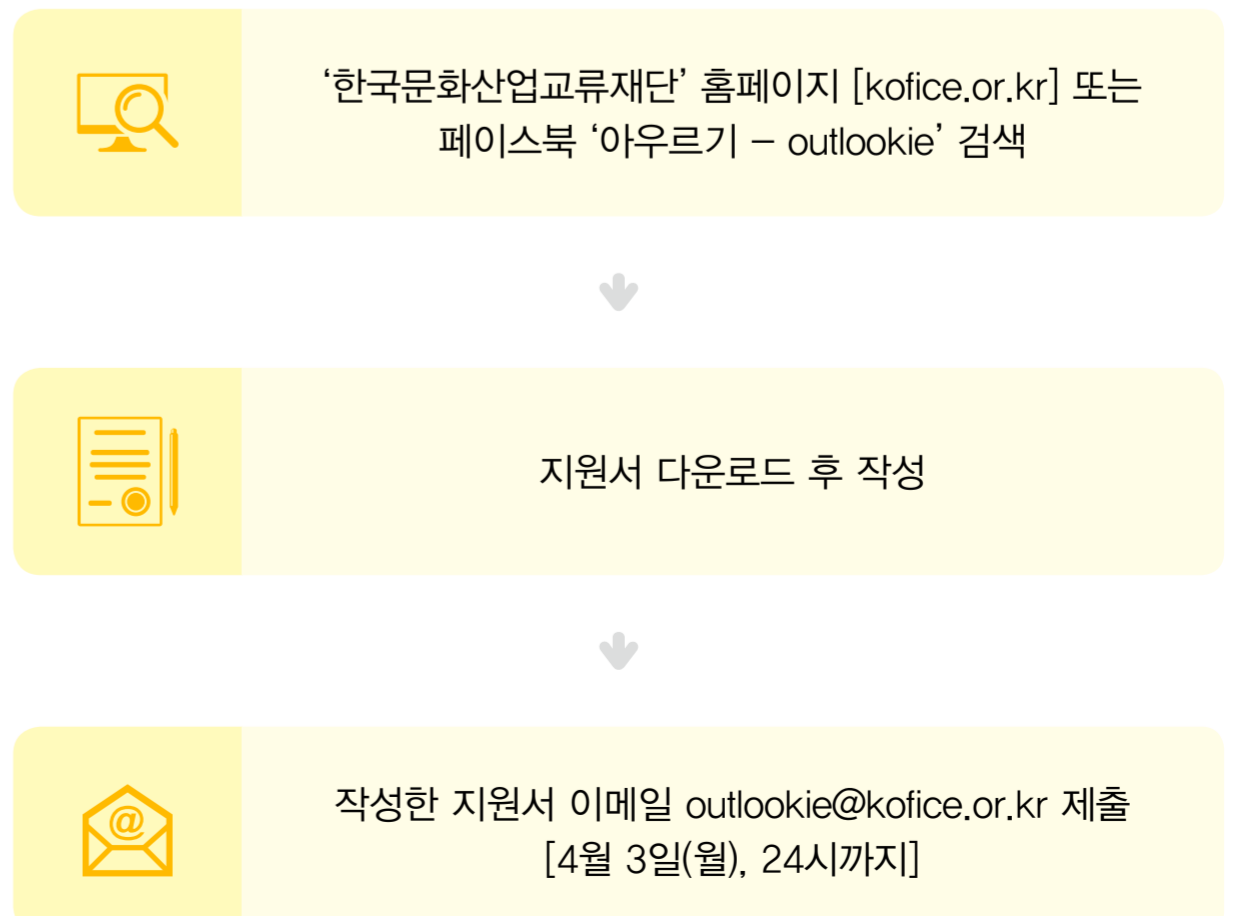 ‘한국문화산업교류재단’ 홈페이지 [kofice.or.kr] 또는
페이스북 ‘아우르기 – outlookie’ 검색
지원서 다운로드 후 작성
@
작성한 지원서 이메일 outlookie@kofice.or.kr 제출
[4월 3일(월), 24시까지]